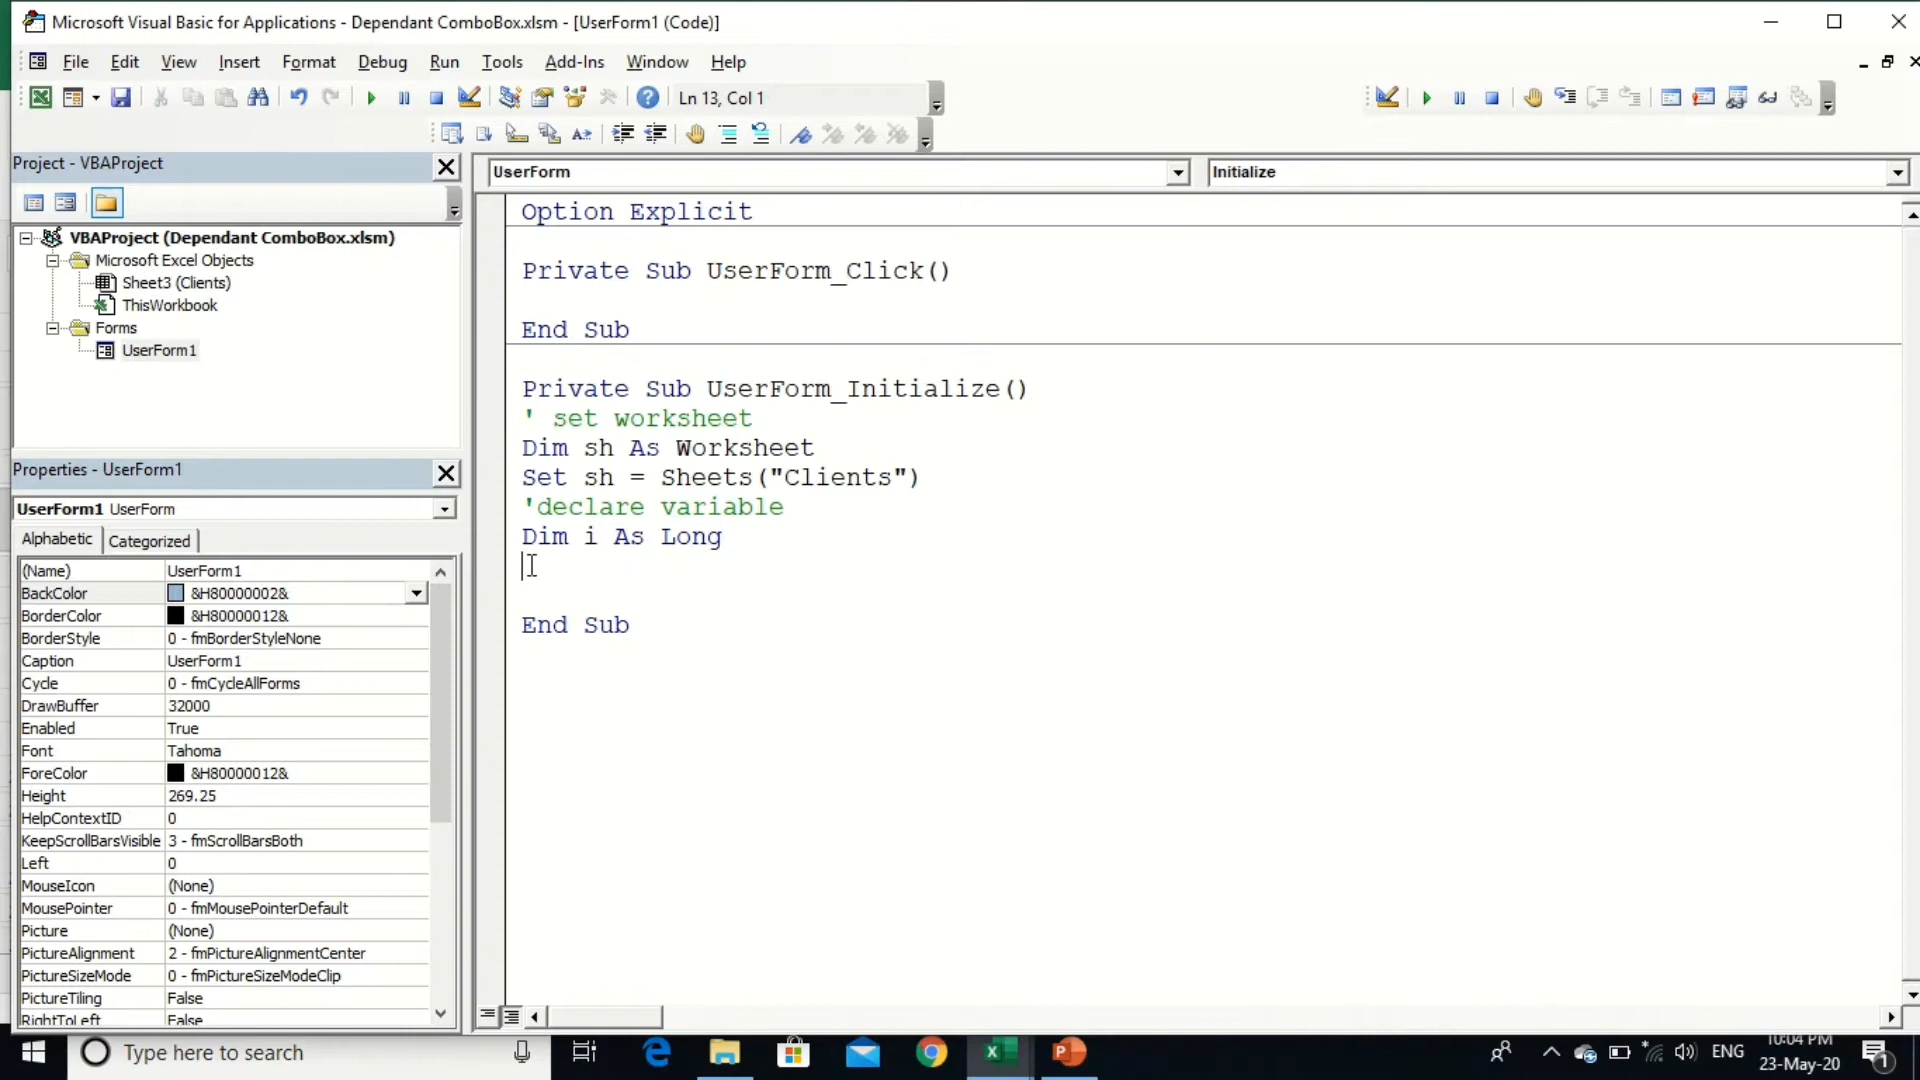 Microsoft Visual Basic for Applications - Dependant ComboBox.xlsm - [UserForm1 (Code)]
File Edit View Insert Format Debug Run Tools Add-Ins Window Help
Ln 13, Col 1
Project - VBAProject
UserForm
Initialize
VBAProject (Dependant ComboBox.xlsm)
Microsoft Excel Objects
Sheet3 (Clients)
ThisWorkbook
Forms
UserForm1
Option Explicit
Private Sub UserForm_Click()
End Sub
Private Sub UserForm_Initialize()
' set worksheet
Dim sh As Worksheet
Set sh = Sheets("Clients")
'declare variable
Dim i As Long
End Sub
Properties - UserForm1
UserForm1 UserForm
Alphabetic Categorized
(Name) UserForm1
BackColor &H80000002&
BorderColor &H80000012&
BorderStyle 0 - fmBorderStyleNone
Caption UserForm1
Cycle 0 - fmCycleAllForms
DrawBuffer 32000
Enabled True
Font Tahoma
ForeColor &H80000012&
Height 269.25
HelpContextID 0
KeepScrollBarsVisible 3 - fmScrollBarsBoth
Left 0
MouseIcon (None)
MousePointer 0 - fmMousePointerDefault
Picture (None)
PictureAlignment 2 - fmPictureAlignmentCenter
PictureSizeMode 0 - fmPictureSizeModeClip
PictureTiling False
RightToLeft False
Type here to search
ENG
10:04 PM
23-May-20
1